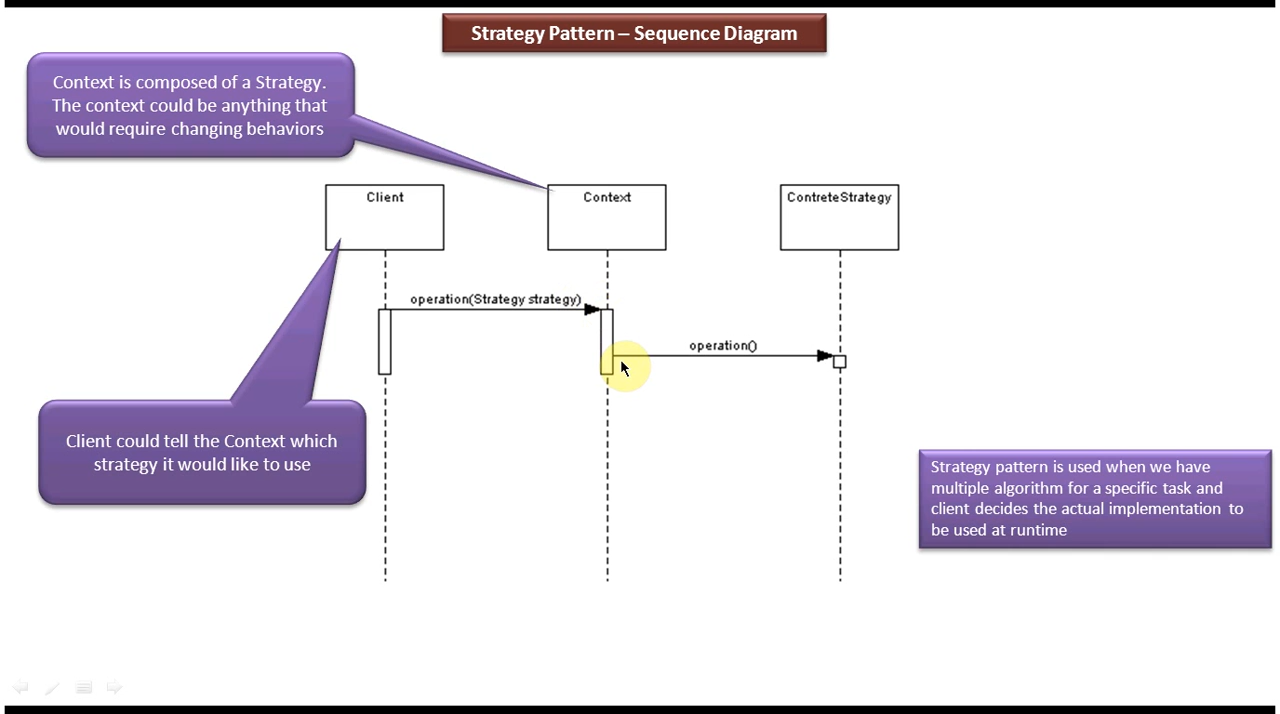 Strategy Pattern – Sequence Diagram
Context is composed of a Strategy.
The context could be anything that
would require changing behaviors
Client
Context
ContreteStrategy
operation(Strategy strategy)
operation()
Client could tell the Context which
strategy it would like to use
Strategy pattern is used when we have
multiple algorithm for a specific task and
client decides the actual implementation to
be used at runtime